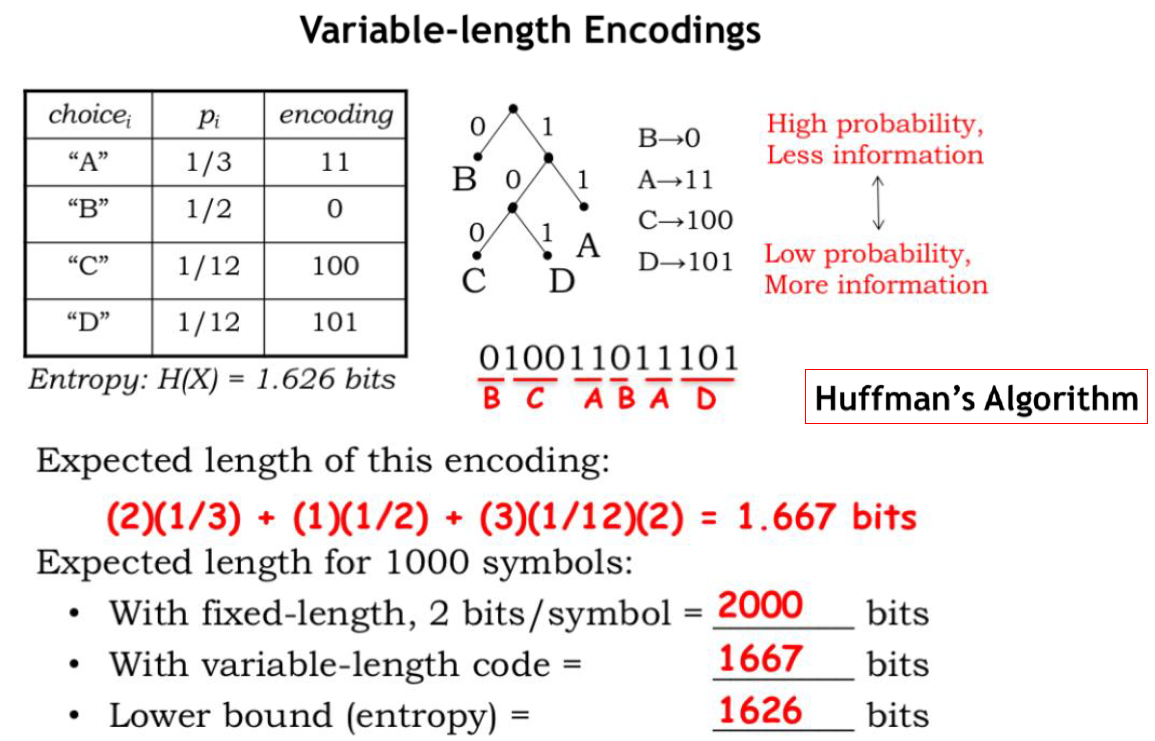 Variable-length Encodings
choiceᵢ pᵢ encoding
“A” 1/3 11
“B” 1/2 0
“C” 1/12 100
“D” 1/12 101
Entropy: H(X) = 1.626 bits
0 1
B 0 1
0 1 A
C D
B→0
A→11
C→100
D→101
High probability,
Less information
Low probability,
More information
010011011101
B C A B A D
Huffman’s Algorithm
Expected length of this encoding:
(2)(1/3) + (1)(1/2) + (3)(1/12)(2) = 1.667 bits
Expected length for 1000 symbols:
• With fixed-length, 2 bits/symbol = 2000 bits
• With variable-length code = 1667 bits
• Lower bound (entropy) = 1626 bits